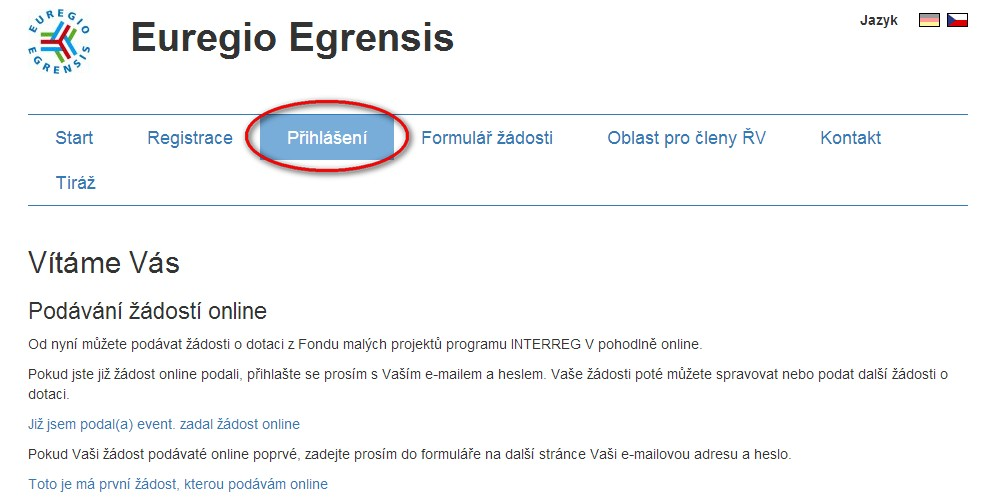 EUREGIO EGRENSIS
Euregio Egrensis
Jazyk
Start Registrace Přihlášení Formulář žádosti Oblast pro členy ŘV Kontakt
Tiráž
Vítáme Vás
Podávání žádostí online
Od nyní můžete podávat žádosti o dotaci z Fondu malých projektů programu INTERREG V pohodlně online.
Pokud jste již žádost online podali, přihlašte se prosím s Vaším e-mailem a heslem. Vaše žádosti poté můžete spravovat nebo podat další žádosti o
dotaci.
Již jsem podal(a) event. zadal žádost online
Pokud Vaši žádost podáváté online poprvé, zadejte prosím do formuláře na další stránce Vaši e-mailovou adresu a heslo.
Toto je má první žádost, kterou podávám online